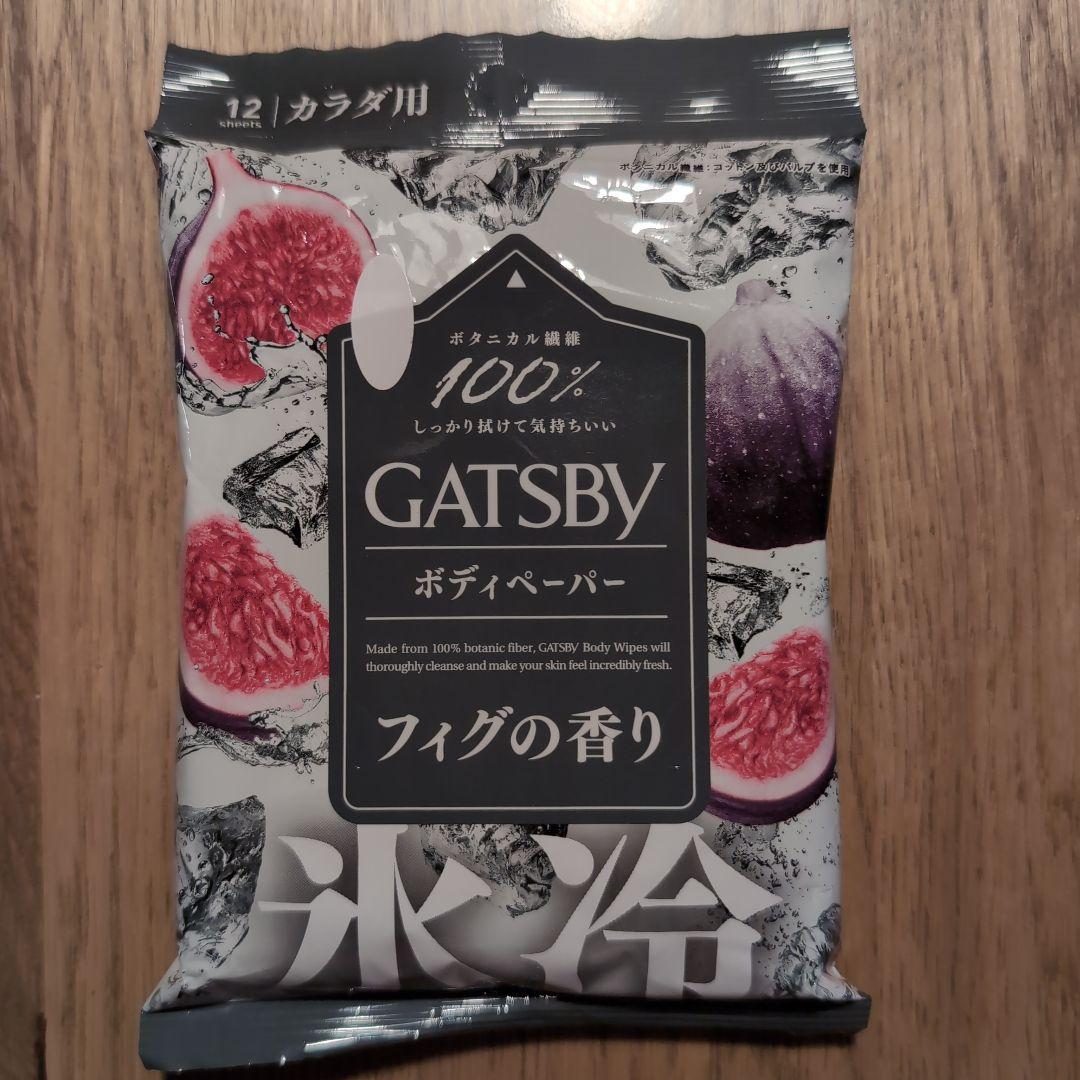 12 sheets | カラダ用
ボタニカル繊維：コットン及びパルプを使用
ボタニカル繊維
100%
しっかり拭けて気持ちいい
GATSBY
ボディペーパー
Made from 100% botanic fiber, GATSBY Body Wipes will
thoroughly cleanse and make your skin feel incredibly fresh.
フィグの香り
氷冷